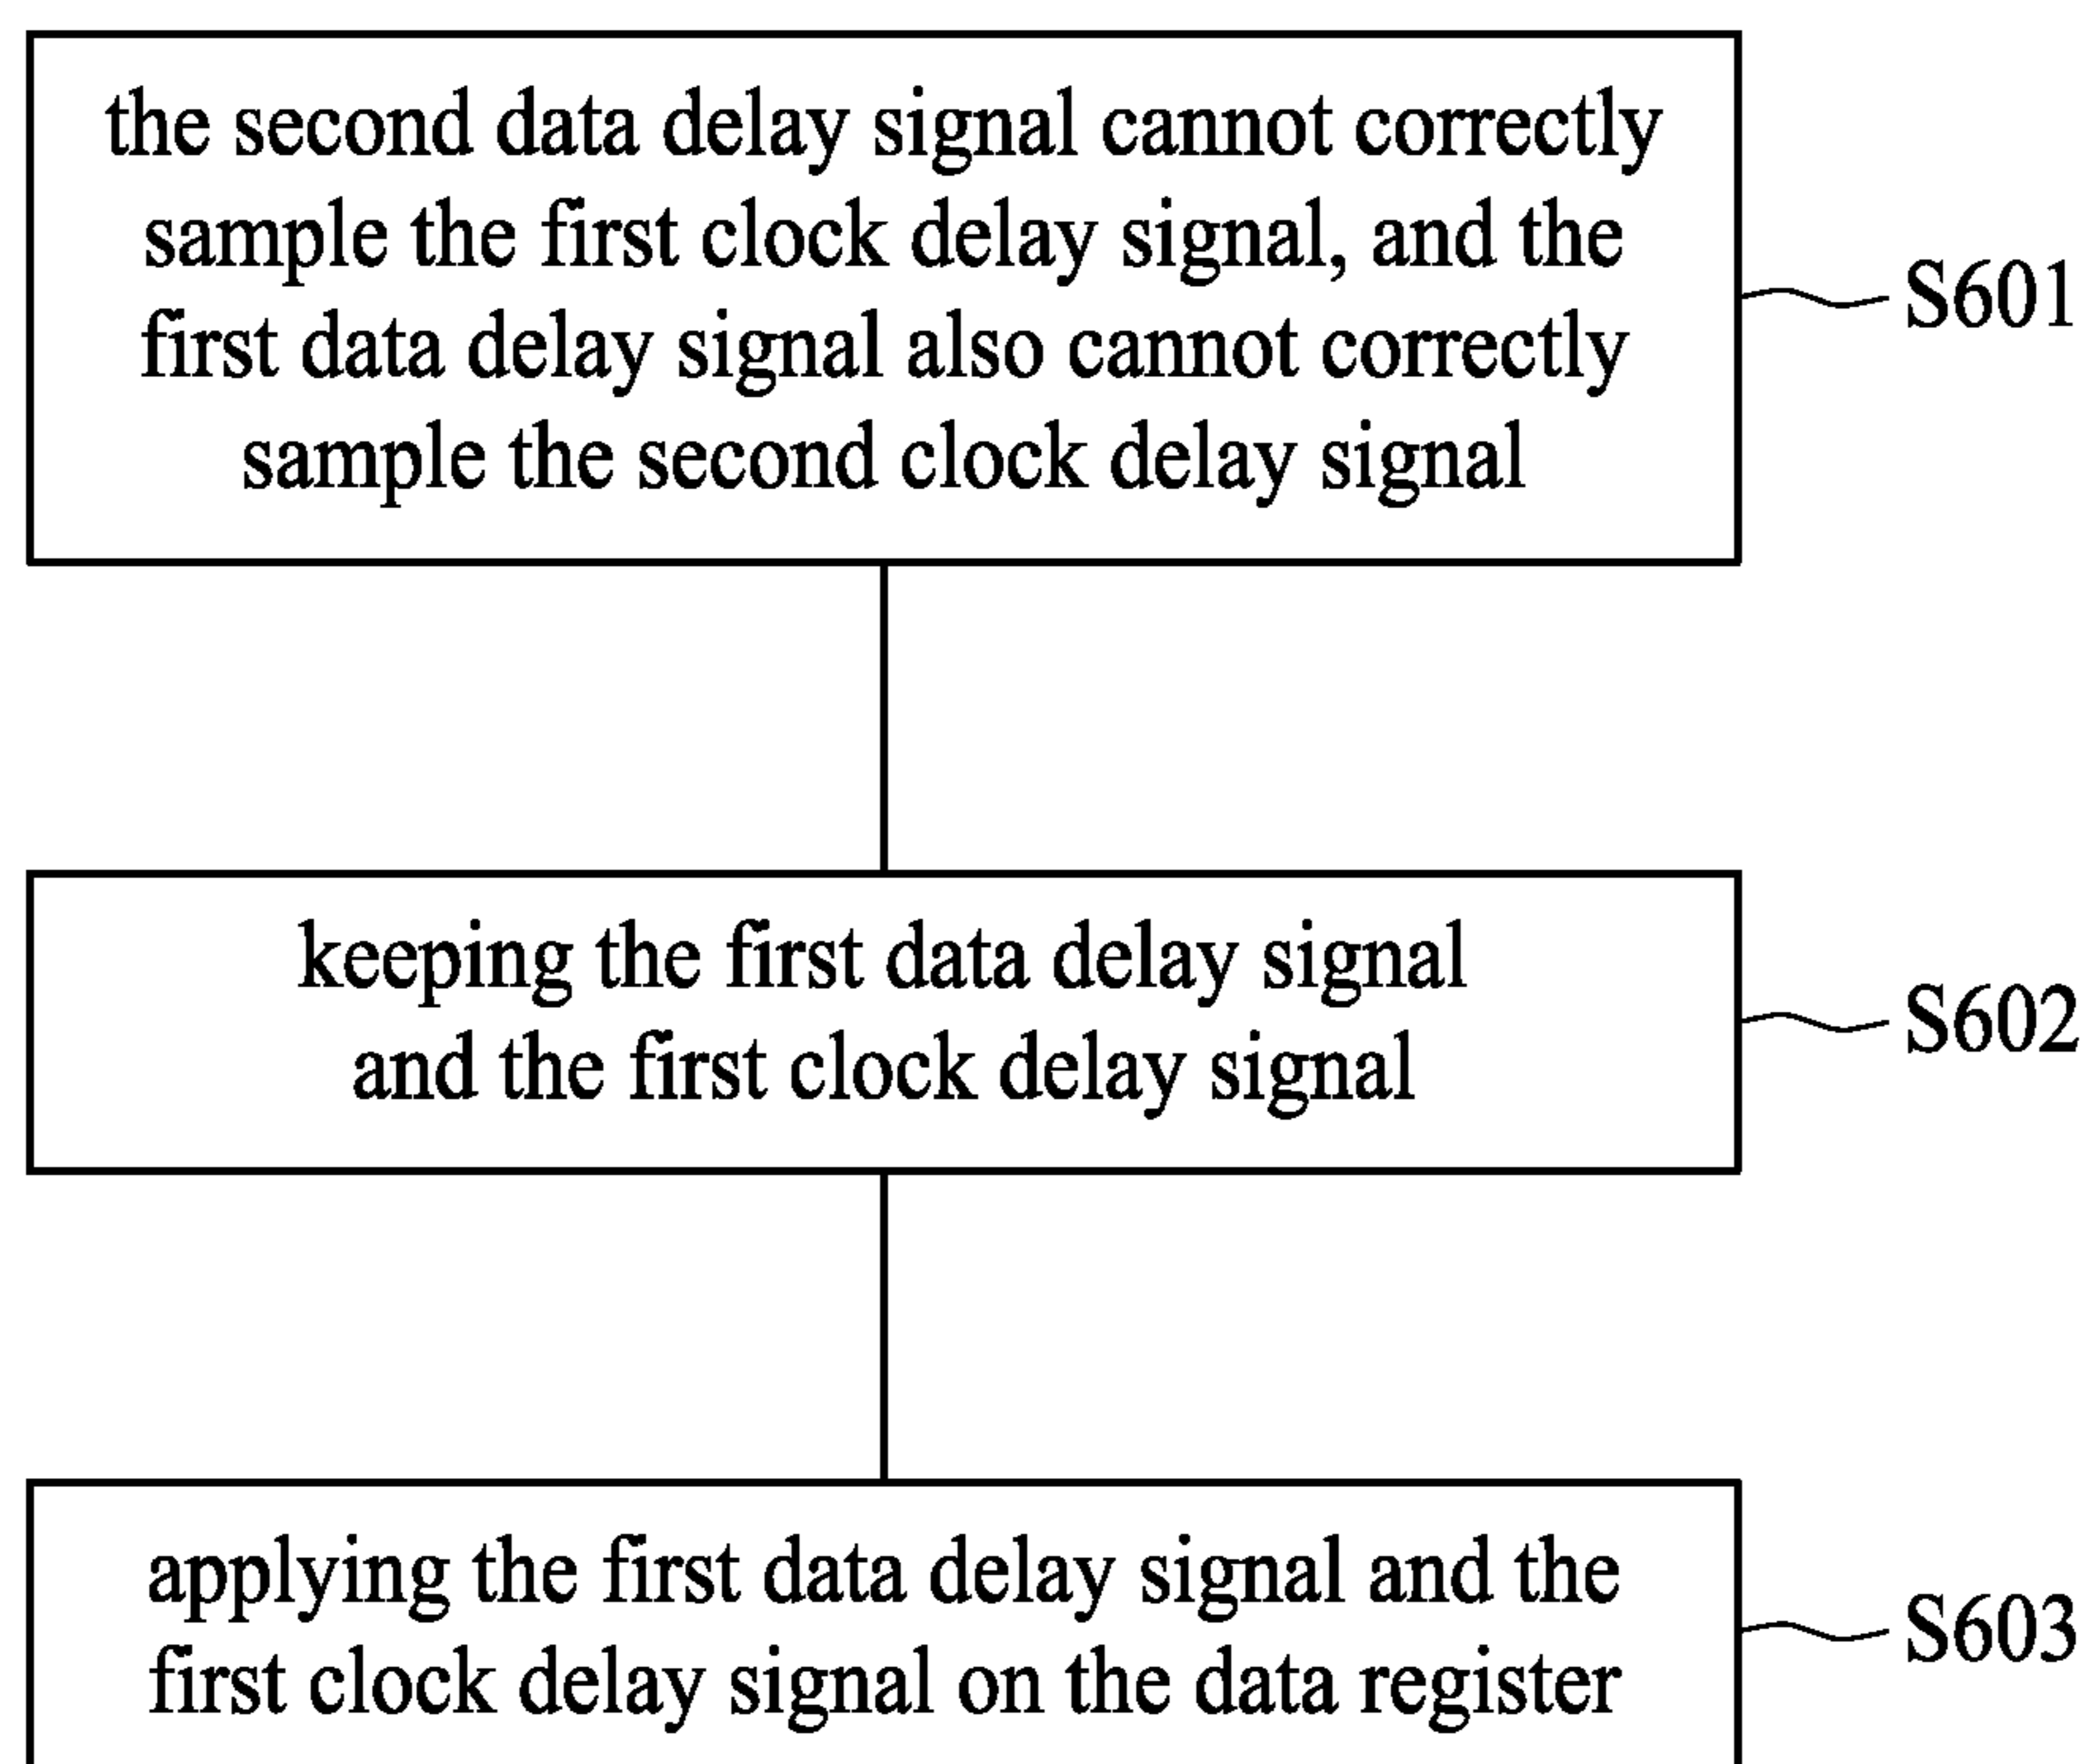 the second data delay signal cannot correctly
sample the first clock delay signal, and the
first data delay signal also cannot correctly
sample the second clock delay signal
S601
keeping the first data delay signal
and the first clock delay signal
S602
applying the first data delay signal and the
first clock delay signal on the data register
S603